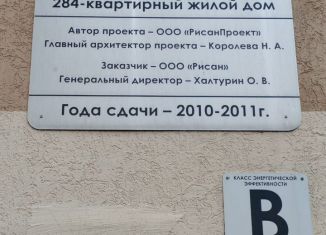 284-квартирный жилой дом
Автор проекта – ООО «РисанПроект»
Главный архитектор проекта – Королева Н. А.
Заказчик – ООО «Рисан»
Генеральный директор – Халтурин О. В.
Года сдачи – 2010-2011г.
КЛАСС ЭНЕРГЕТИЧЕСКОЙ
ЭФФЕКТИВНОСТИ
В